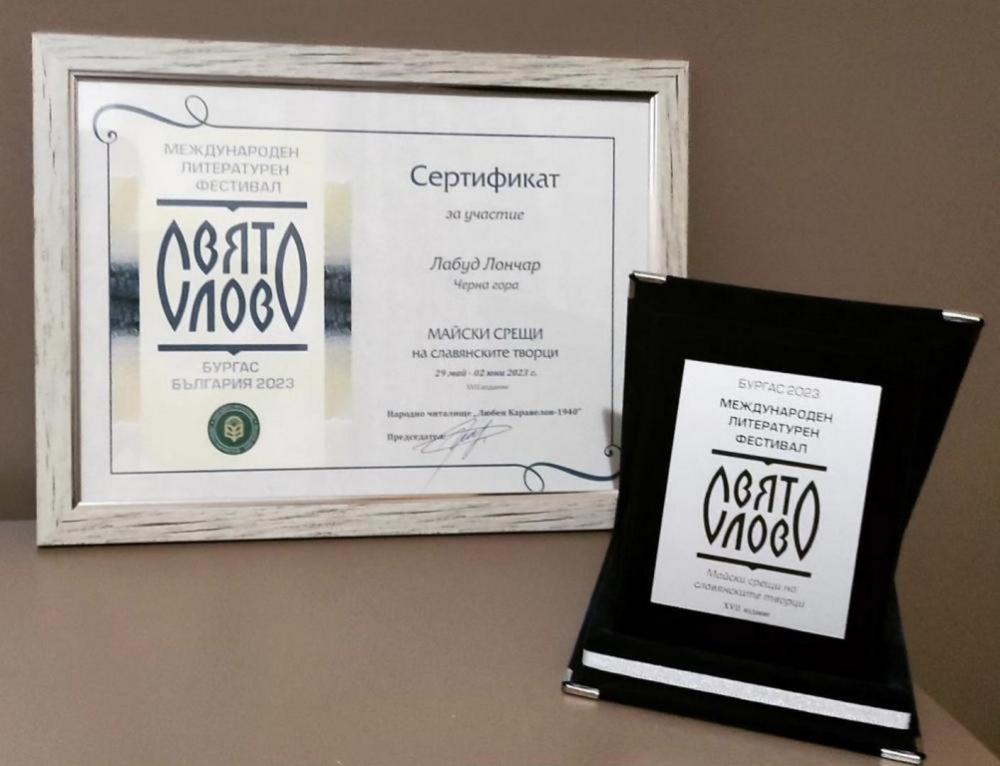 МЕЖДУНАРОДЕН
ЛИТЕРАТУРЕН
ФЕСТИВАЛ
СВЯТО
СЛОВО
БУРГАС
БЪЛГАРИЯ 2023
Сертификат
за участие
Лабуд Лончар
Черна гора
МАЙСКИ СРЕЩИ
на славянските творци
29 май - 02 юни 2023 г.
XVII издание
Народно читалище „Любен Каравелов-1940"
Председател:
БУРГАС 2023
МЕЖДУНАРОДЕН
ЛИТЕРАТУРЕН
ФЕСТИВАЛ
СВЯТО
СЛОВО
Майски срещи на
славянските творци
XVII издание